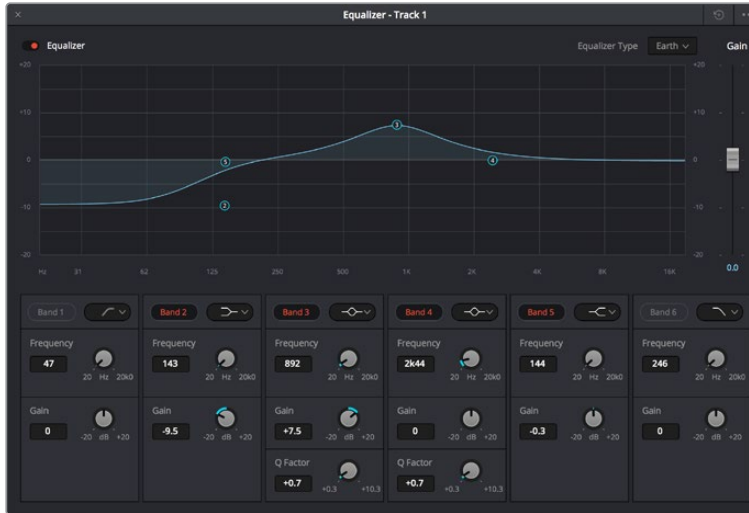 Equalizer - Track 1
Equalizer
Equalizer Type Earth Gain
+20 +20
+10 +10
0 0
-10 -10
-20 -20
5 3 4
2
Hz 31 62 125 250 500 1K 2K 4K 8K 16K
0.0
Band 1 Band 2 Band 3 Band 4 Band 5 Band 6
Frequency Frequency Frequency Frequency Frequency Frequency
47 143 892 2k44 144 246
20 Hz 20k0 20 Hz 20k0 20 Hz 20k0 20 Hz 20k0 20 Hz 20k0 20 Hz 20k0
Gain Gain Gain Gain Gain Gain
0 -9.5 +7.5 0 -0.3 0
-20 dB +20 -20 dB +20 -20 dB +20 -20 dB +20 -20 dB +20 -20 dB +20
Q Factor Q Factor
+0.7 +0.7
+0.3 +10.3 +0.3 +10.3